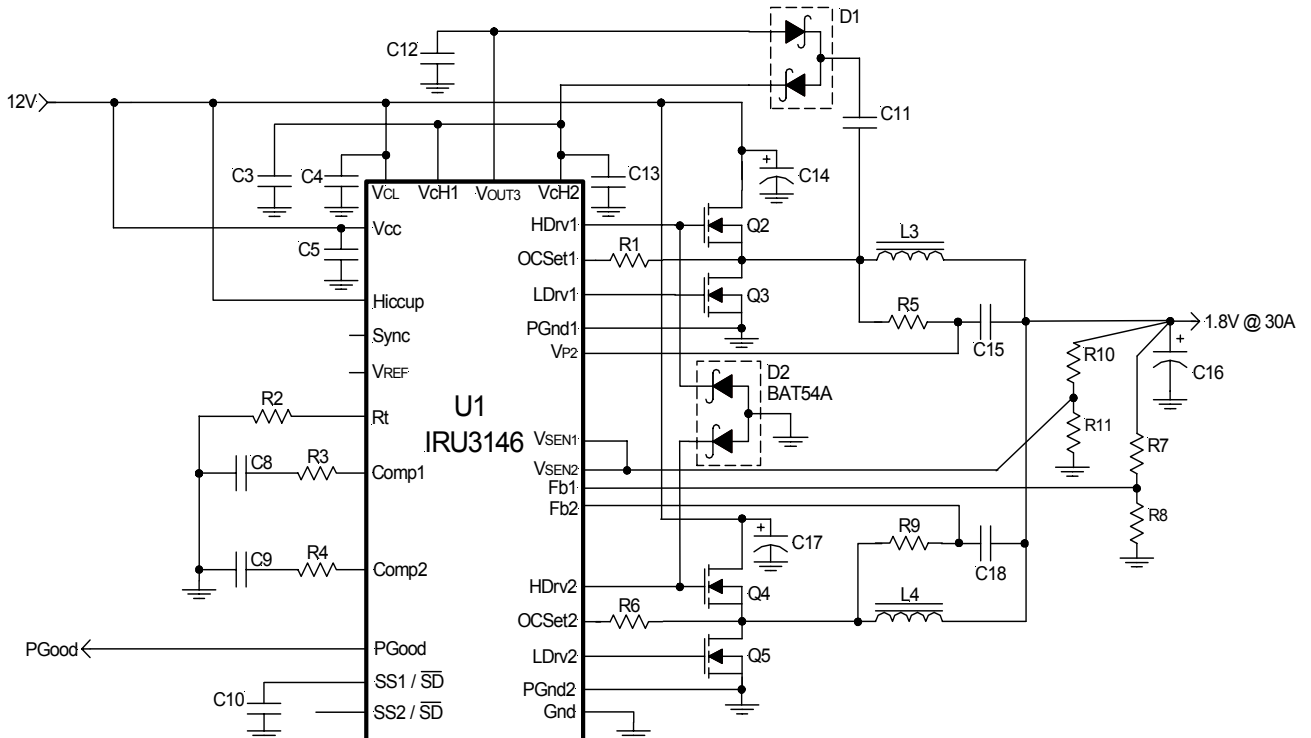 D1
C12
12V
C11
C3
C4
C13
C14
VCL
VcH1
VOUT3
VcH2
Vcc
C5
HDrv1
Q2
L3
OCSet1
R1
Hiccup
LDrv1
Q3
R5
Sync
PGnd1
C15
1.8V @ 30A
VP2
R10
VREF
D2
BAT54A
C16
R2
Rt
U1
IRU3146
R11
VSEN1
R7
C8
R3
Comp1
VSEN2
Fb1
Fb2
R8
C17
R9
C18
C9
R4
Comp2
HDrv2
Q4
L4
OCSet2
R6
PGood
PGood
LDrv2
Q5
SS1 / SD
PGnd2
C10
SS2 / SD
Gnd